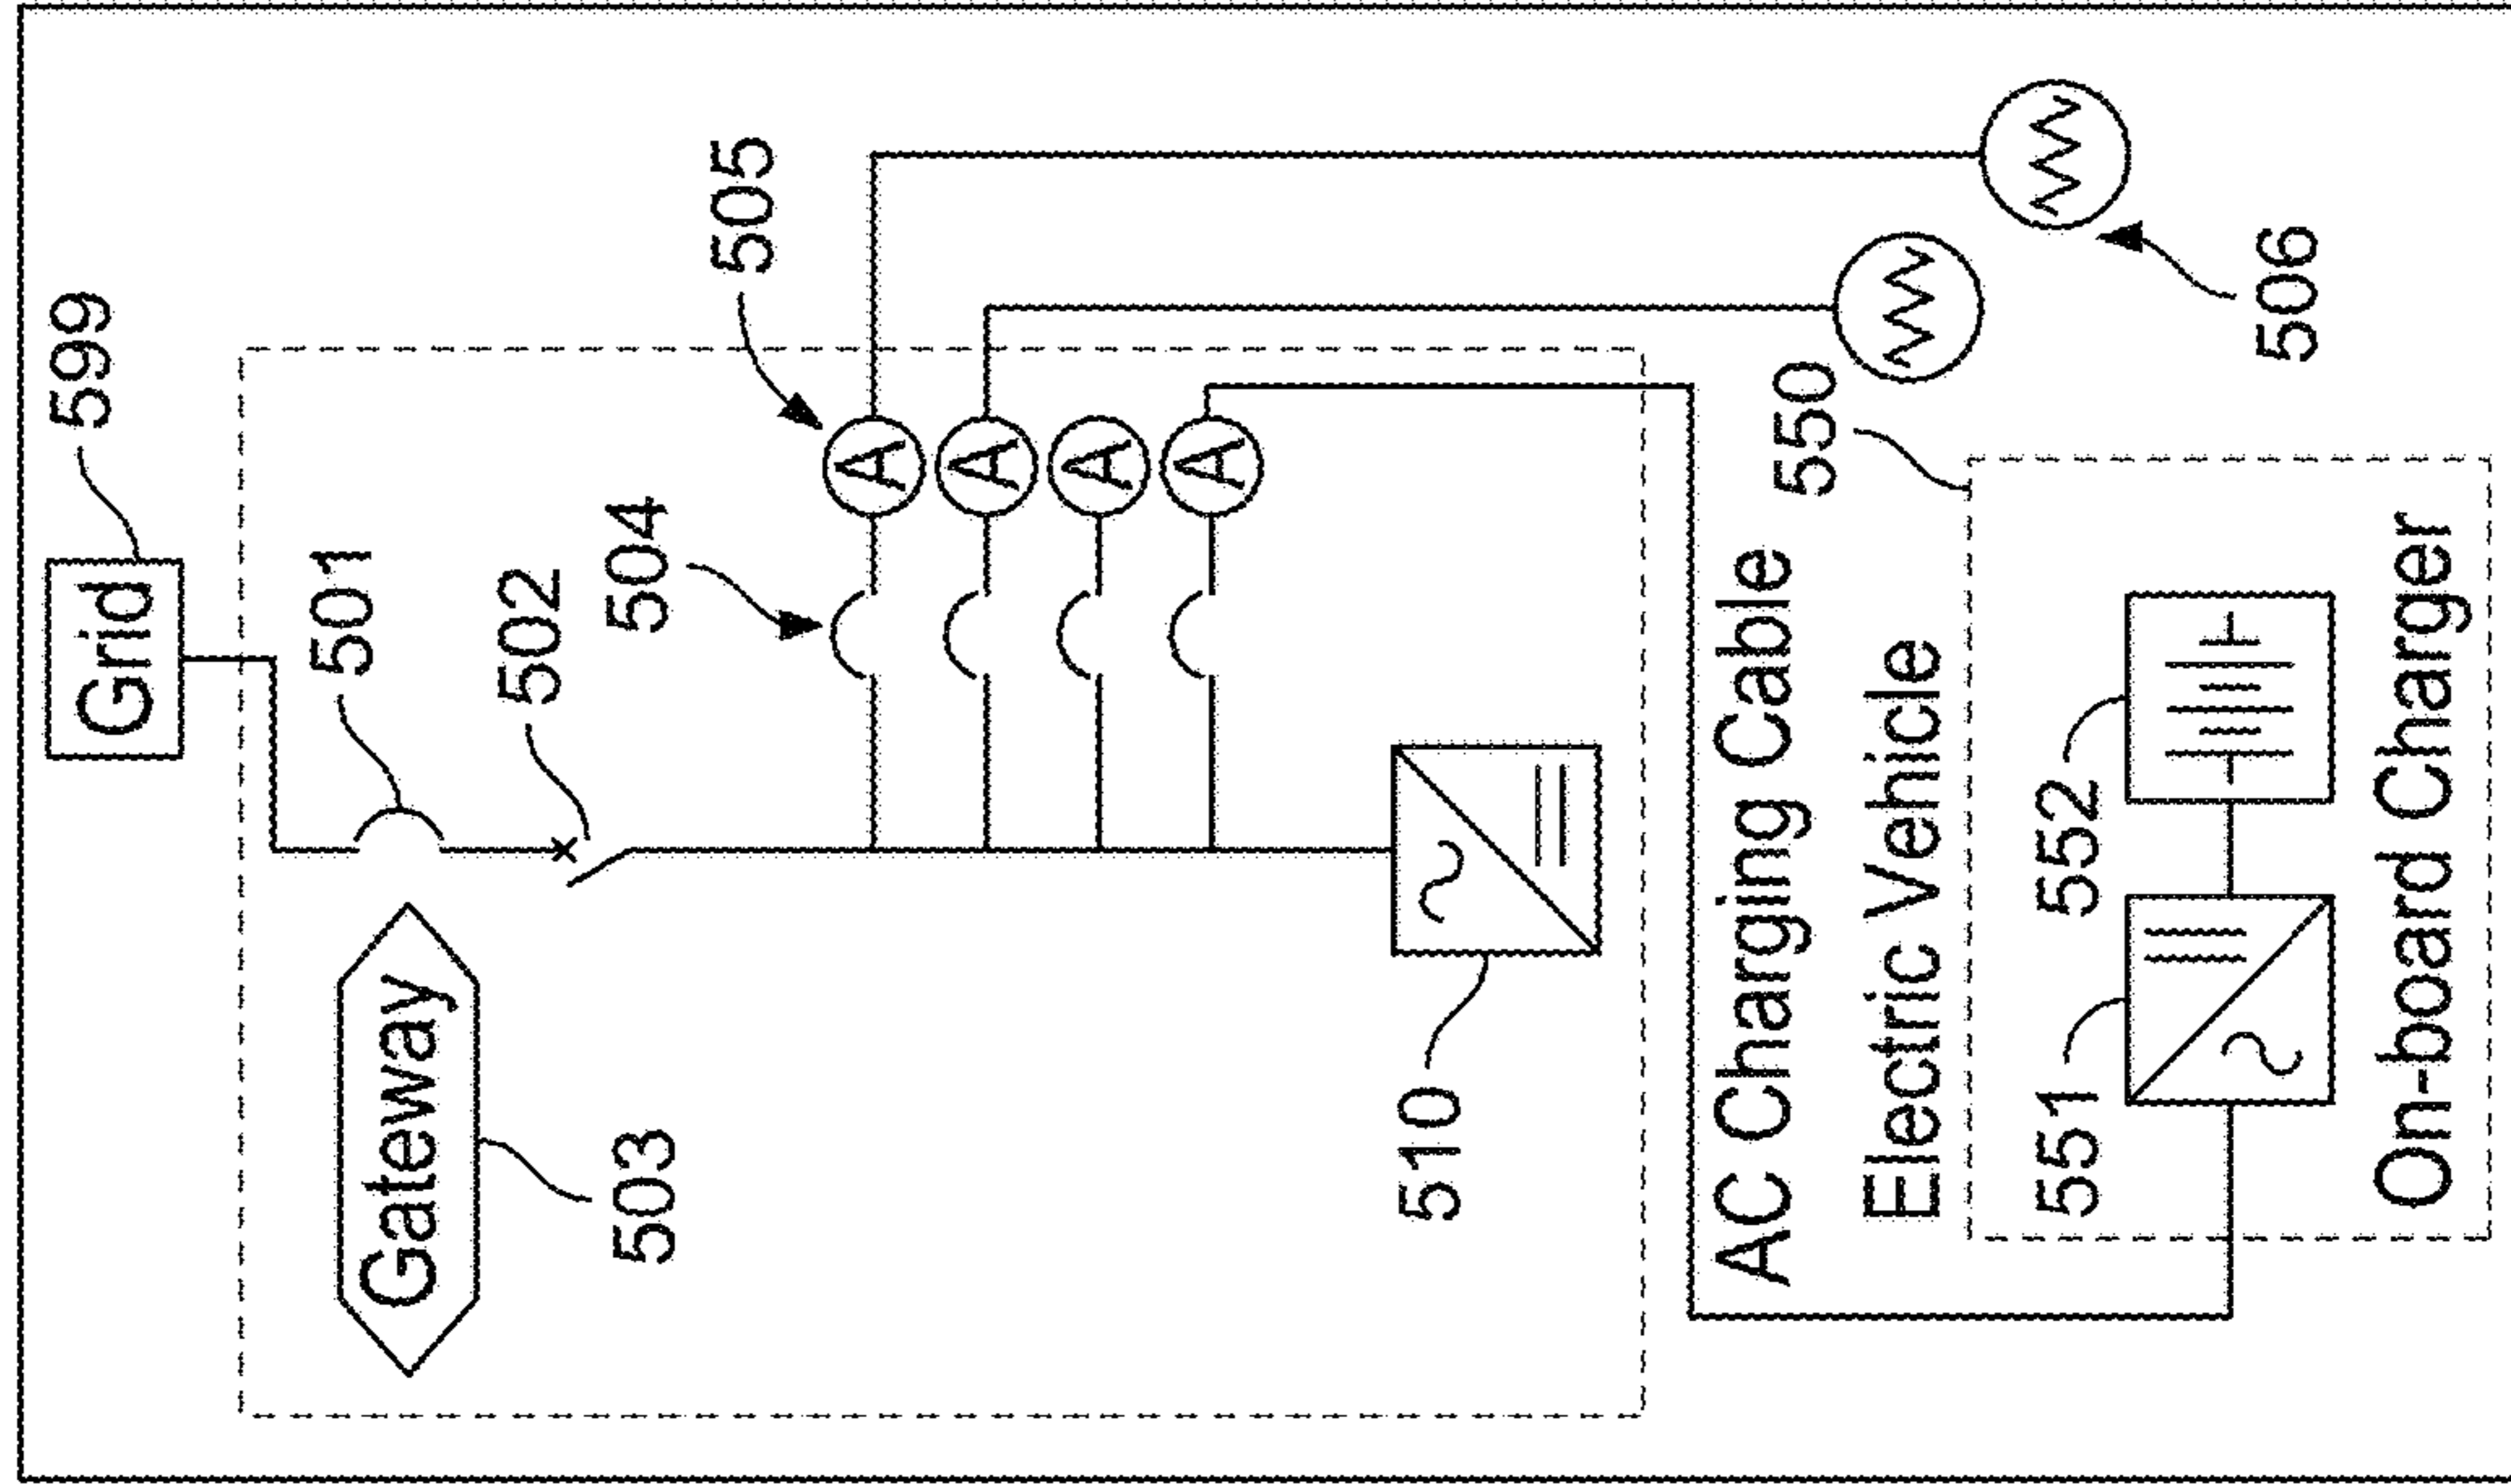 Grid
599
501
502
504
505
Gateway
503
A
A
A
A
510
AC Charging Cable
Electric Vehicle
550
506
551
552
On-board Charger